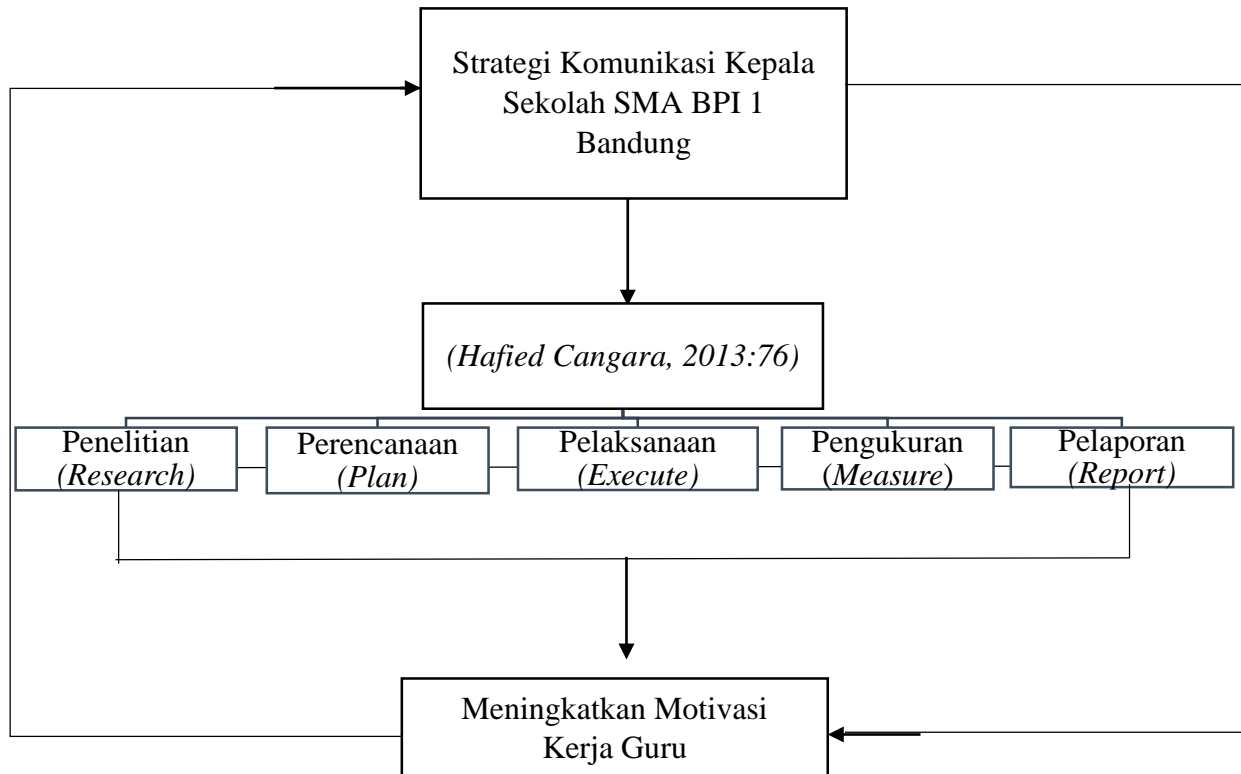 Strategi Komunikasi Kepala
Sekolah SMA BPI 1
Bandung
(Hafied Cangara, 2013:76)
Penelitian
(Research)
Perencanaan
(Plan)
Pelaksanaan
(Execute)
Pengukuran
(Measure)
Pelaporan
(Report)
Meningkatkan Motivasi
Kerja Guru